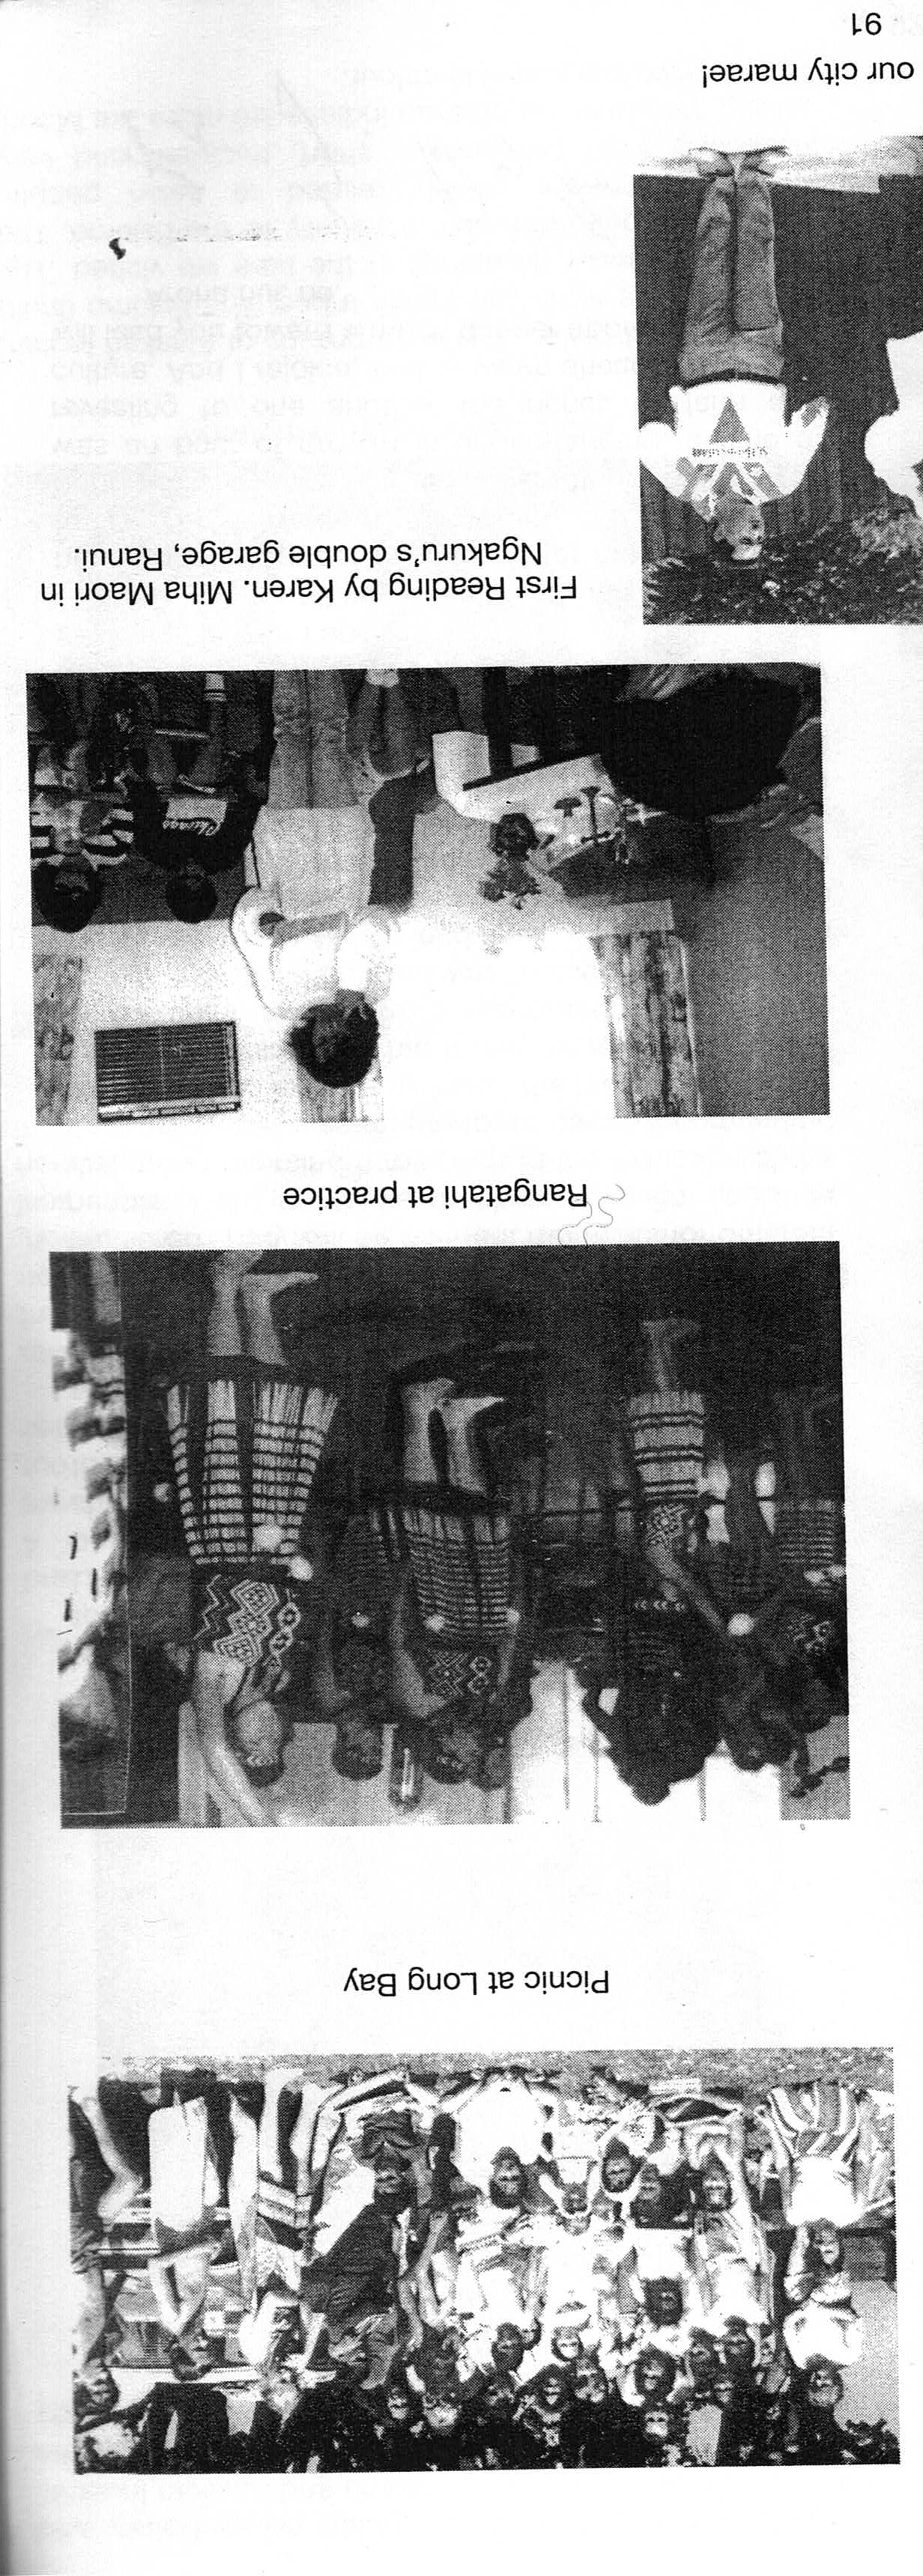 Picnic at Long Bay
Rangatahi at practice
Chicago
First Reading by Karen. Miha Maori in
Ngakuru's double garage, Ranui.
our city marae!
91